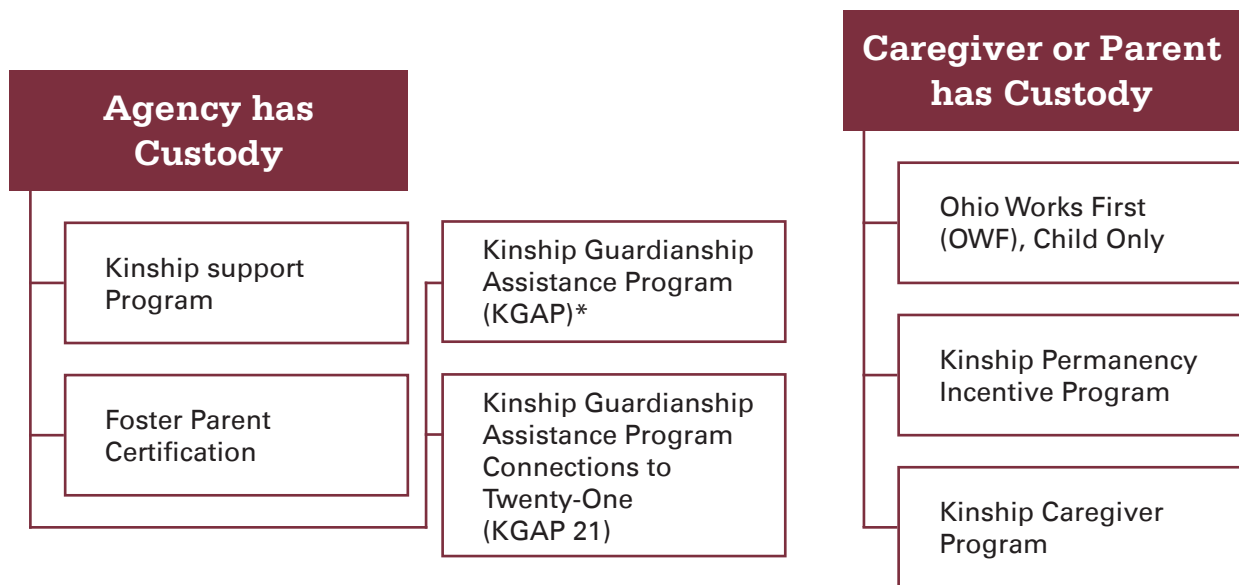 Agency has
Custody
Kinship support
Program
Foster Parent
Certification
Kinship Guardianship
Assistance Program
(KGAP)*
Kinship Guardianship
Assistance Program
Connections to
Twenty-One
(KGAP 21)
Caregiver or Parent
has Custody
Ohio Works First
(OWF), Child Only
Kinship Permanency
Incentive Program
Kinship Caregiver
Program